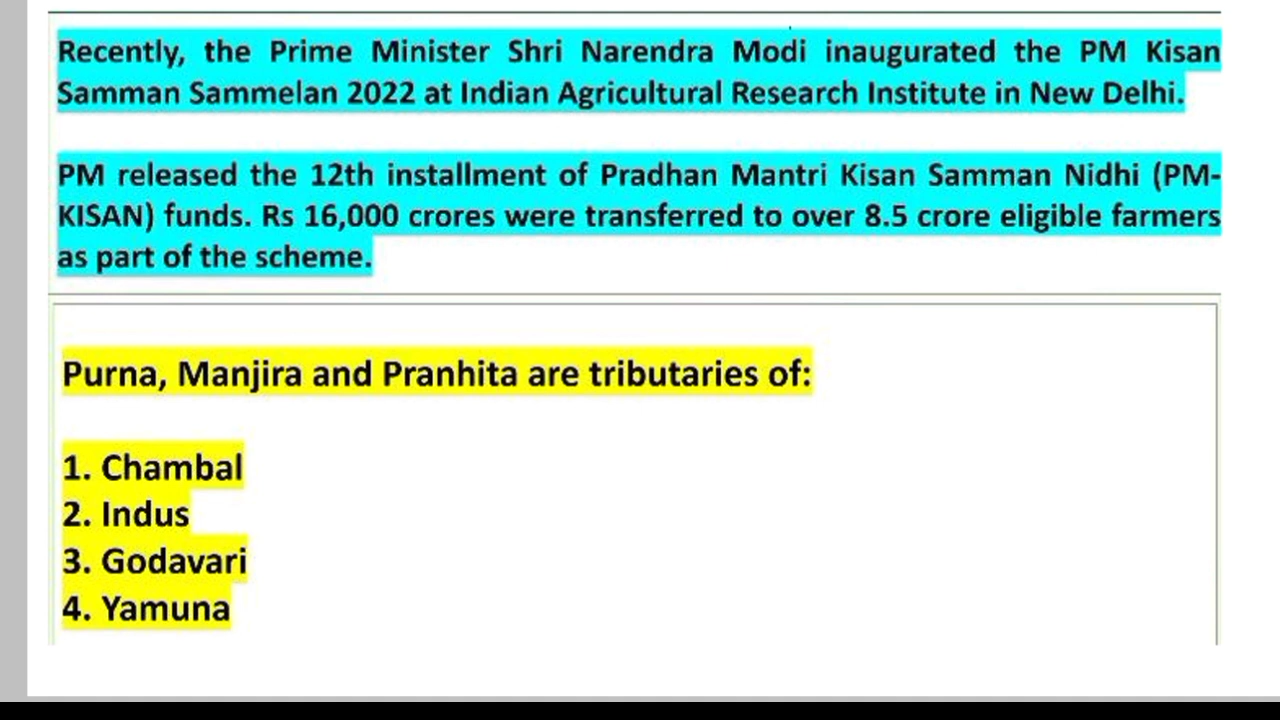 Recently, the Prime Minister Shri Narendra Modi inaugurated the PM Kisan
Samman Sammelan 2022 at Indian Agricultural Research Institute in New Delhi.
PM released the 12th installment of Pradhan Mantri Kisan Samman Nidhi (PM-
KISAN) funds. Rs 16,000 crores were transferred to over 8.5 crore eligible farmers
as part of the scheme.
Purna, Manjira and Pranhita are tributaries of:
1. Chambal
2. Indus
3. Godavari
4. Yamuna